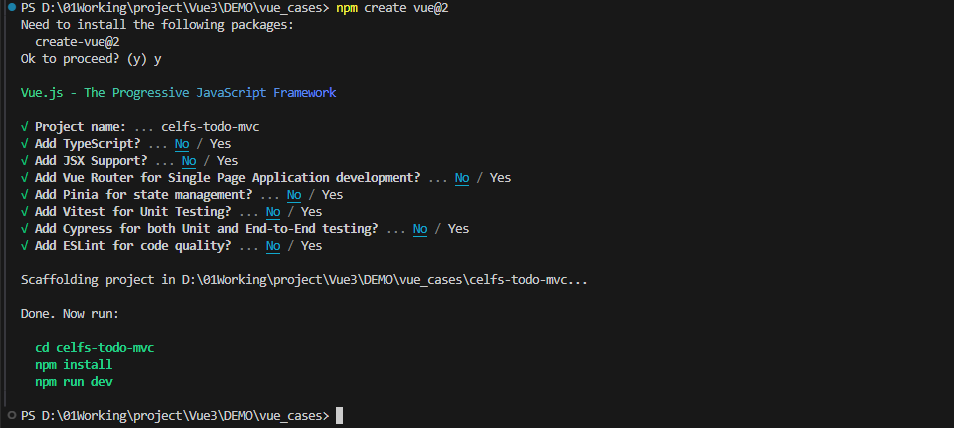 PS D:\01Working\project\Vue3\DEMO\vue_cases> npm create vue@2
Need to install the following packages:
  create-vue@2
Ok to proceed? (y) y
Vue.js - The Progressive JavaScript Framework
√ Project name: ... celfs-todo-mvc
√ Add TypeScript? ... No / Yes
√ Add JSX Support? ... No / Yes
√ Add Vue Router for Single Page Application development? ... No / Yes
√ Add Pinia for state management? ... No / Yes
√ Add Vitest for Unit Testing? ... No / Yes
√ Add Cypress for both Unit and End-to-End testing? ... No / Yes
√ Add ESLint for code quality? ... No / Yes
Scaffolding project in D:\01Working\project\Vue3\DEMO\vue_cases\celfs-todo-mvc...
Done. Now run:
  cd celfs-todo-mvc
  npm install
  npm run dev
PS D:\01Working\project\Vue3\DEMO\vue_cases>